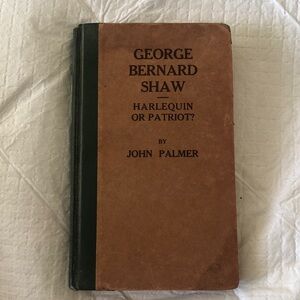 GEORGE
BERNARD
SHAW
HARLEQUIN
OR PATRIOT?
BY
JOHN PALMER